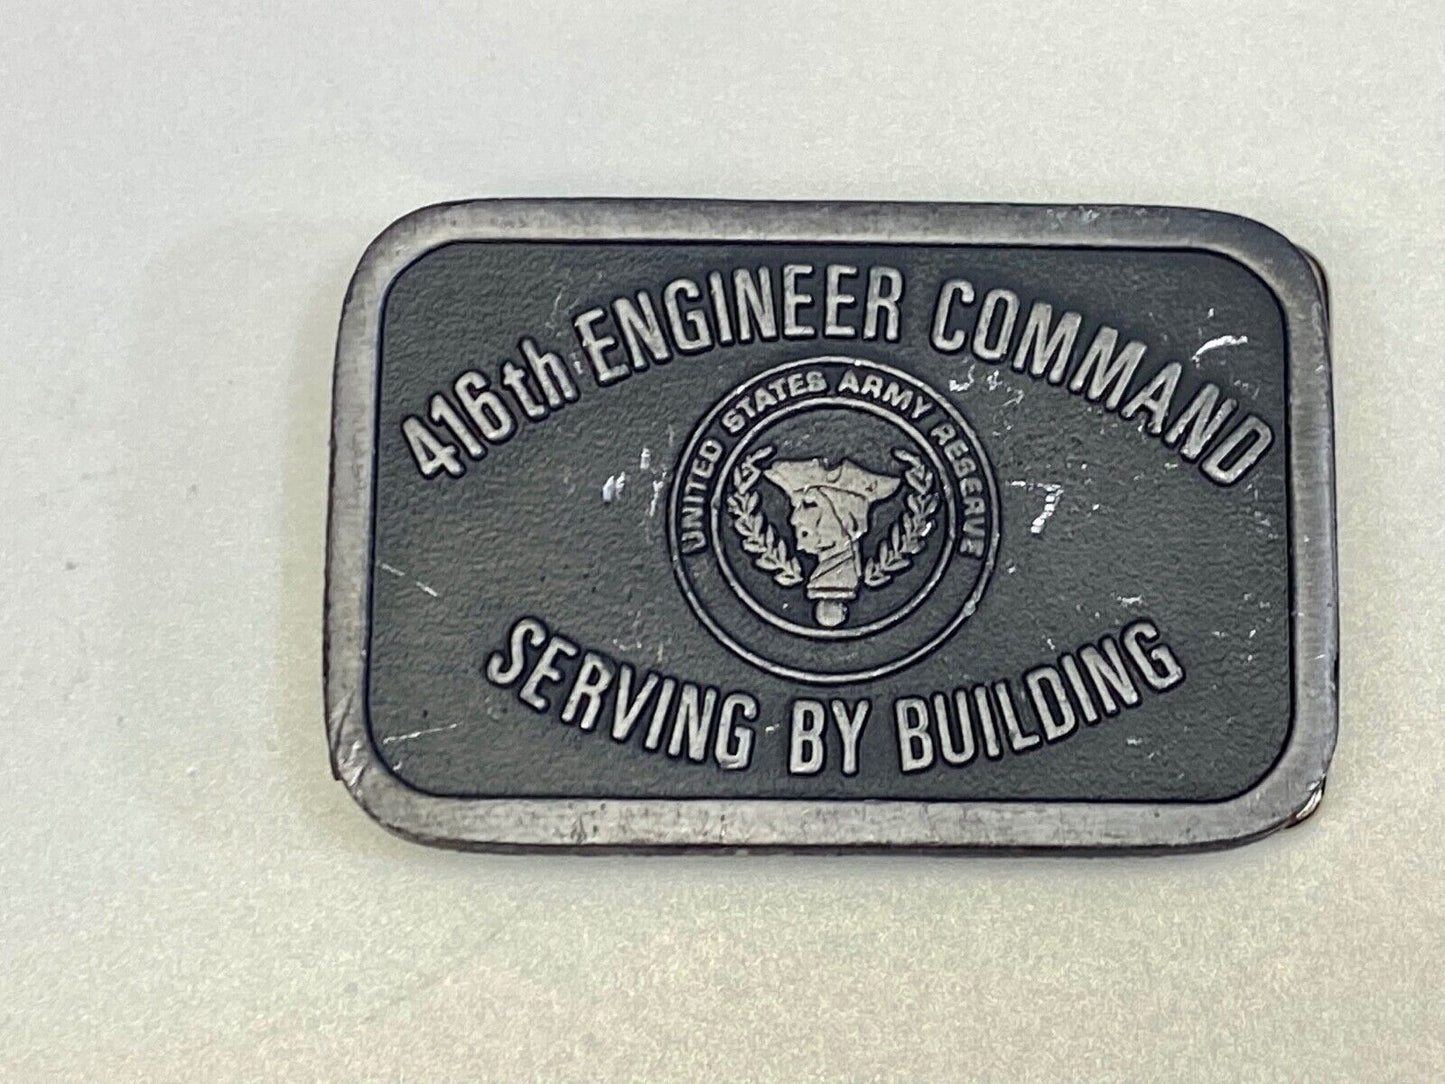 416th ENGINEER COMMAND
UNITED STATES ARMY RESERVE
SERVING BY BUILDING